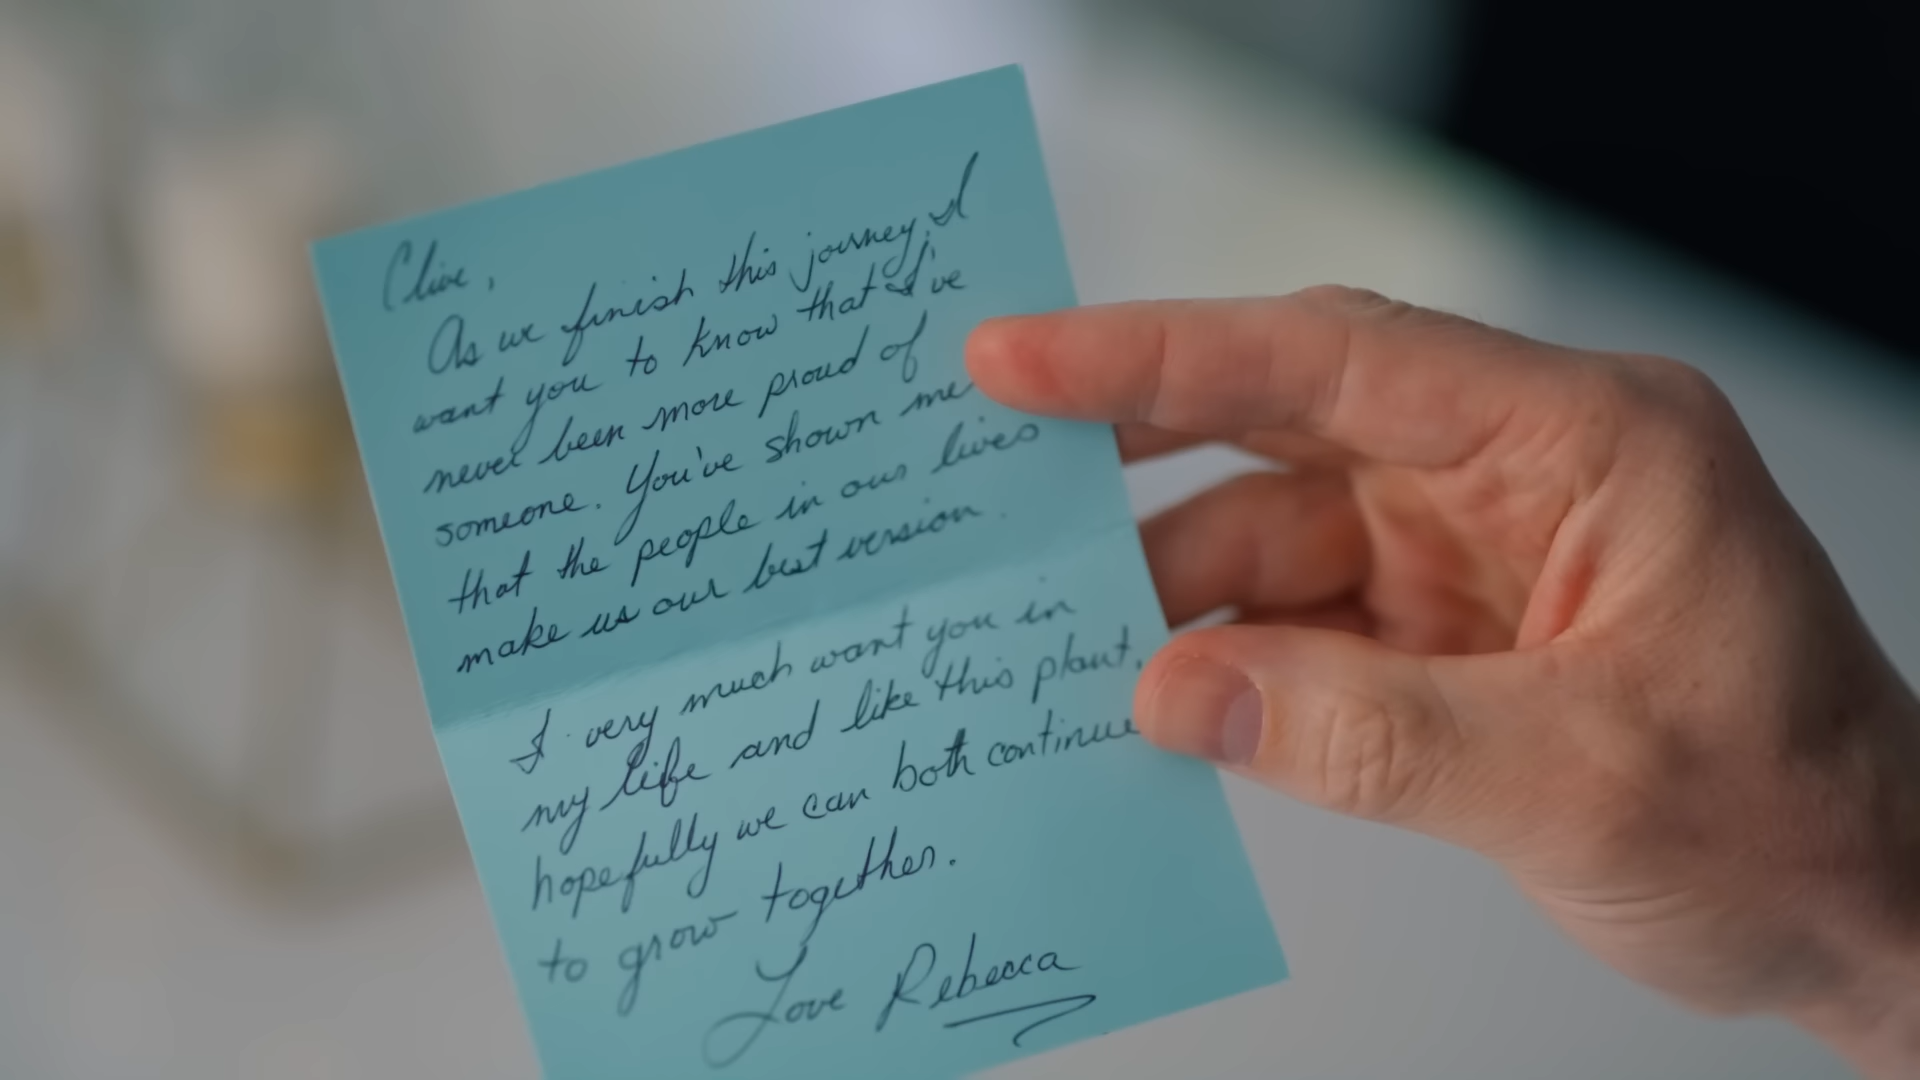 Clive,
As we finish this journey, I
want you to know that I've
never been more proud of
someone. You've shown me
that the people in our lives
make us our best version.
I very much want you in
my life and like this plant,
hopefully we can both continue
to grow together.
Love Rebecca